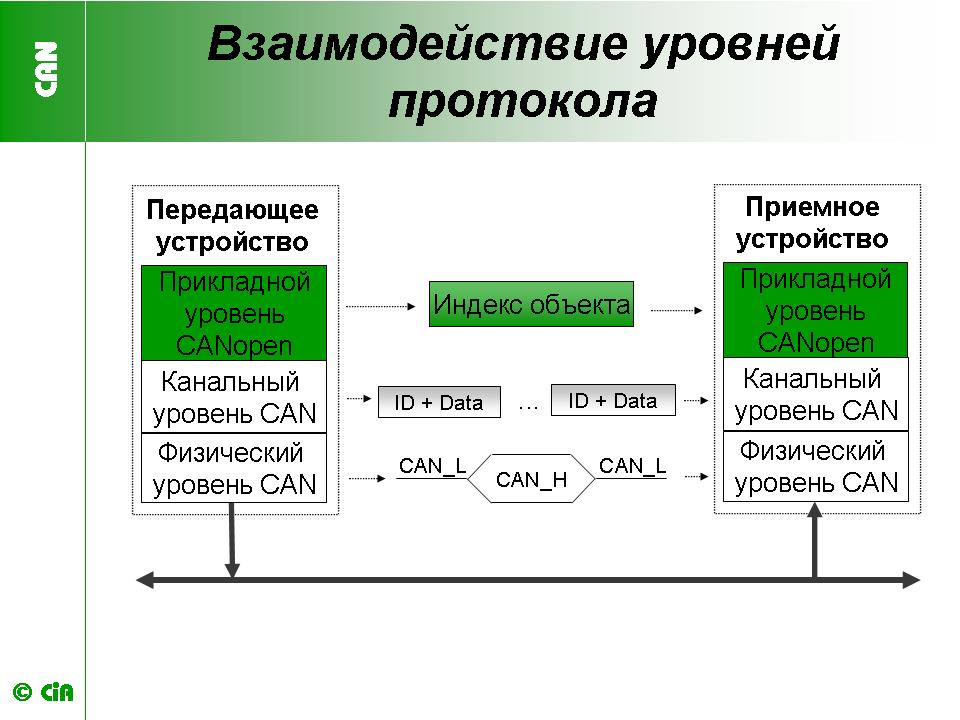 CAN
Взаимодействие уровней
протокола
Передающее
устройство
Прикладной
уровень
CANopen
Канальный
уровень CAN
Физический
уровень CAN
Индекс объекта
ID + Data
...
ID + Data
CAN_L
CAN_H
CAN_L
Приемное
устройство
Прикладной
уровень
CANopen
Канальный
уровень CAN
Физический
уровень CAN
© CiA